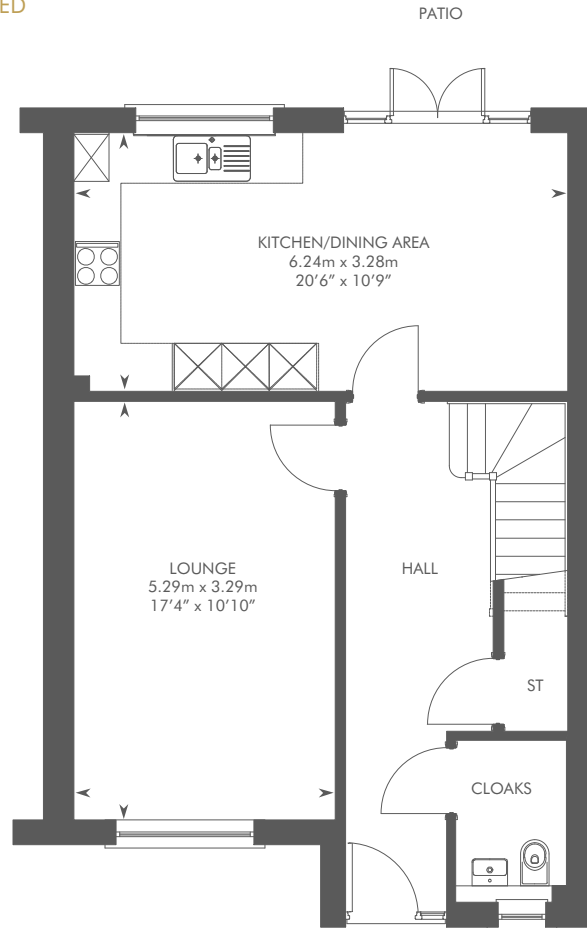 ED
PATIO
KITCHEN/DINING AREA
6.24m x 3.28m
20'6" x 10'9"
LOUNGE
5.29m x 3.29m
17'4" x 10'10"
HALL
ST
CLOAKS